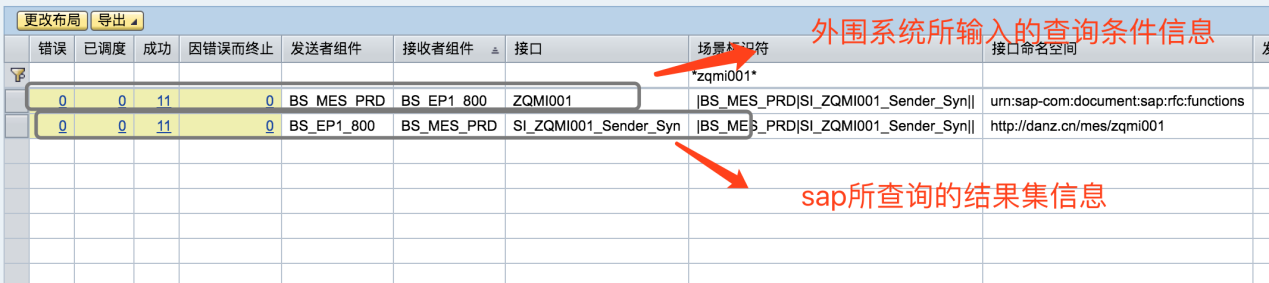 更改布局 导出
外围系统所输入的查询条件信息
错误 已调度 成功 因错误而终止 发送者组件 接收者组件 接口 场景标识符 接口命名空间
*zqmi001*
0 0 11 0 BS_MES_PRD BS_EP1_800 ZQMI001 |BS_MES_PRD|SI_ZQMI001_Sender_Syn|| urn:sap-com:document:sap:rfc:functions
0 0 11 0 BS_EP1_800 BS_MES_PRD SI_ZQMI001_Sender_Syn |BS_MES_PRD|SI_ZQMI001_Sender_Syn|| http://danz.cn/mes/zqmi001
sap所查询的结果集信息